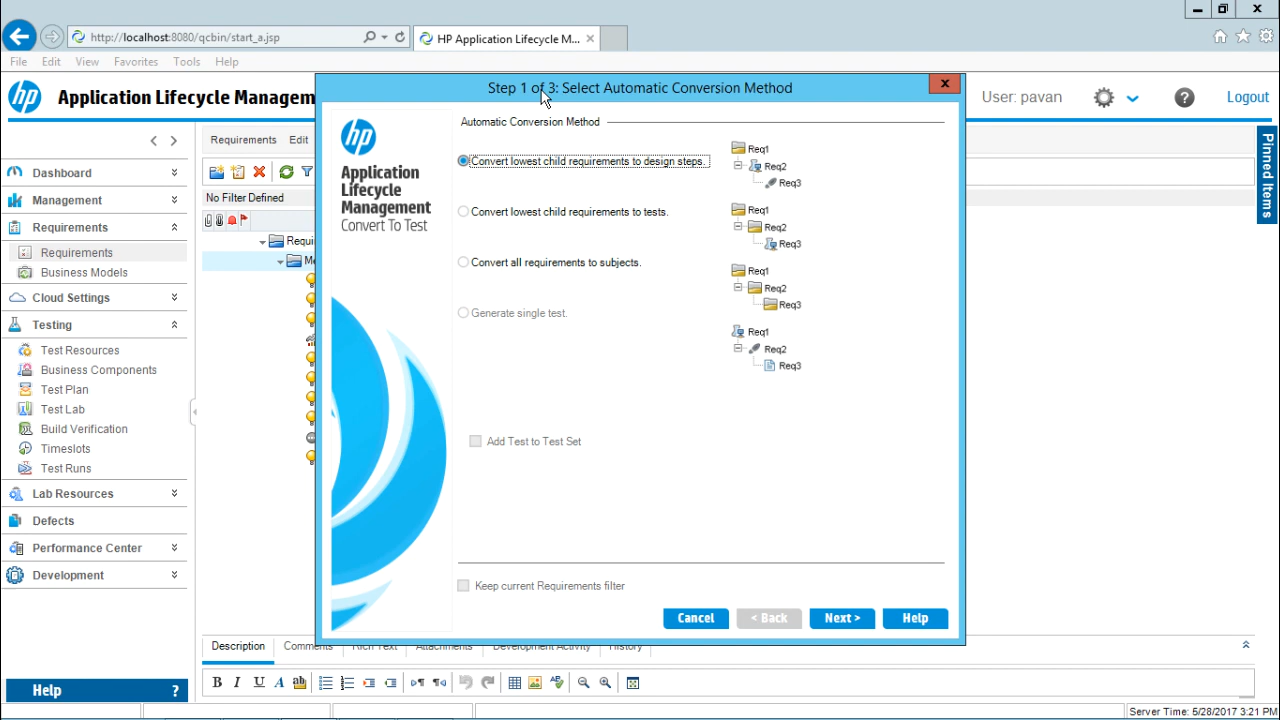 http://localhost:8080/qcbin/start_a.jsp
HP Application Lifecycle M...
File Edit View Favorites Tools Help
hp Application Lifecycle Managem
User: pavan
Logout
Step 1 of 3: Select Automatic Conversion Method
Requirements Edit
No Filter Defined
Requi
Me
Dashboard
Management
Requirements
Requirements
Business Models
Cloud Settings
Testing
Test Resources
Business Components
Test Plan
Test Lab
Build Verification
Timeslots
Test Runs
Lab Resources
Defects
Performance Center
Development
Help ?
hp
Application
Lifecycle
Management
Convert To Test
Automatic Conversion Method
Convert lowest child requirements to design steps.
Req1
Req2
Req3
Convert lowest child requirements to tests.
Req1
Req2
Req3
Convert all requirements to subjects.
Req1
Req2
Req3
Generate single test.
Req1
Req2
Req3
Add Test to Test Set
Keep current Requirements filter
Cancel < Back Next > Help
Pinned Items
Description Comments Rich Text Attachments Development Activity History
B I U A ab
Server Time: 5/28/2017 3:21 PM